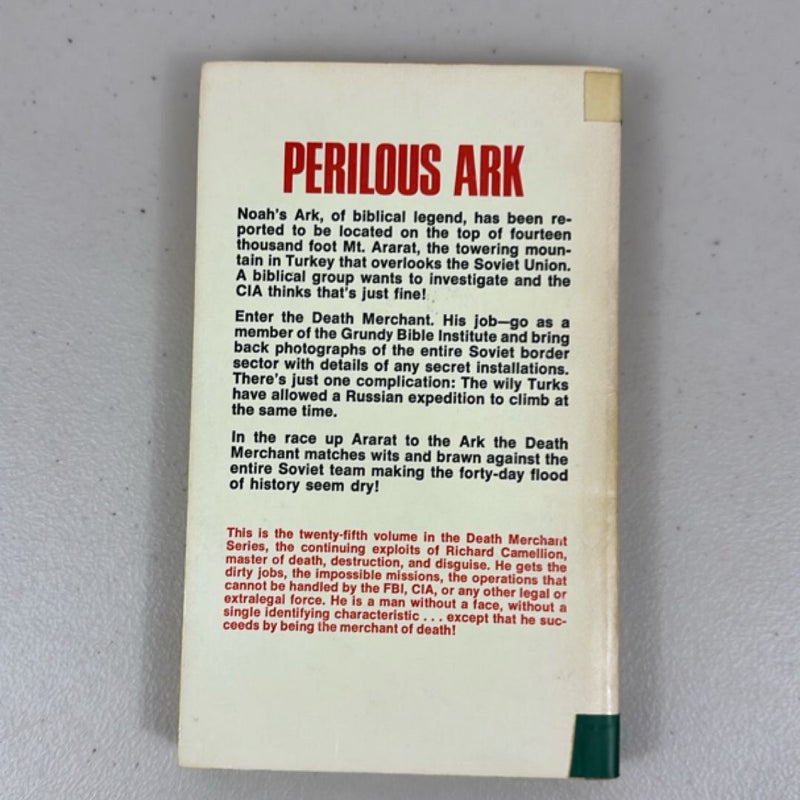 PERILOUS ARK
Noah's Ark, of biblical legend, has been re-
ported to be located on the top of fourteen
thousand foot Mt. Ararat, the towering moun-
tain in Turkey that overlooks the Soviet Union.
A biblical group wants to investigate and the
CIA thinks that's just fine!
Enter the Death Merchant. His job—go as a
member of the Grundy Bible Institute and bring
back photographs of the entire Soviet border
sector with details of any secret installations.
There's just one complication: The wily Turks
have allowed a Russian expedition to climb at
the same time.
In the race up Ararat to the Ark the Death
Merchant matches wits and brawn against the
entire Soviet team making the forty-day flood
of history seem dry!
This is the twenty-fifth volume in the Death Merchant
Series, the continuing exploits of Richard Camellion,
master of death, destruction, and disguise. He gets the
dirty jobs, the impossible missions, the operations that
cannot be handled by the FBI, CIA, or any other legal or
extralegal force. He is a man without a face, without a
single identifying characteristic . . . except that he suc-
ceeds by being the merchant of death!